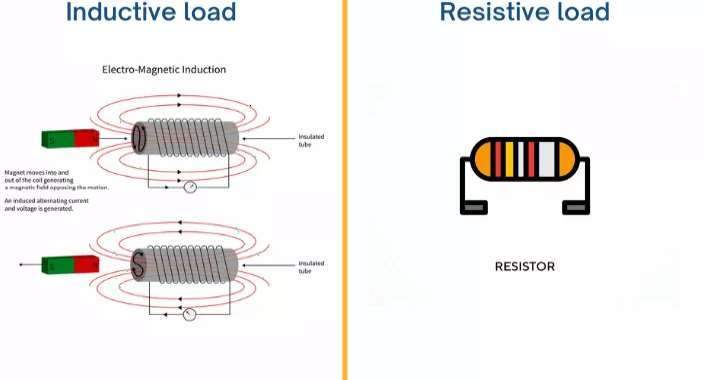 Inductive load
Electro-Magnetic Induction
Insulated
tube
Magnet moves into and
out of the coil generating
a magnetic field opposing the motion.
An induced alternating current
and voltage is generated.
Insulated
tube
Resistive load
RESISTOR